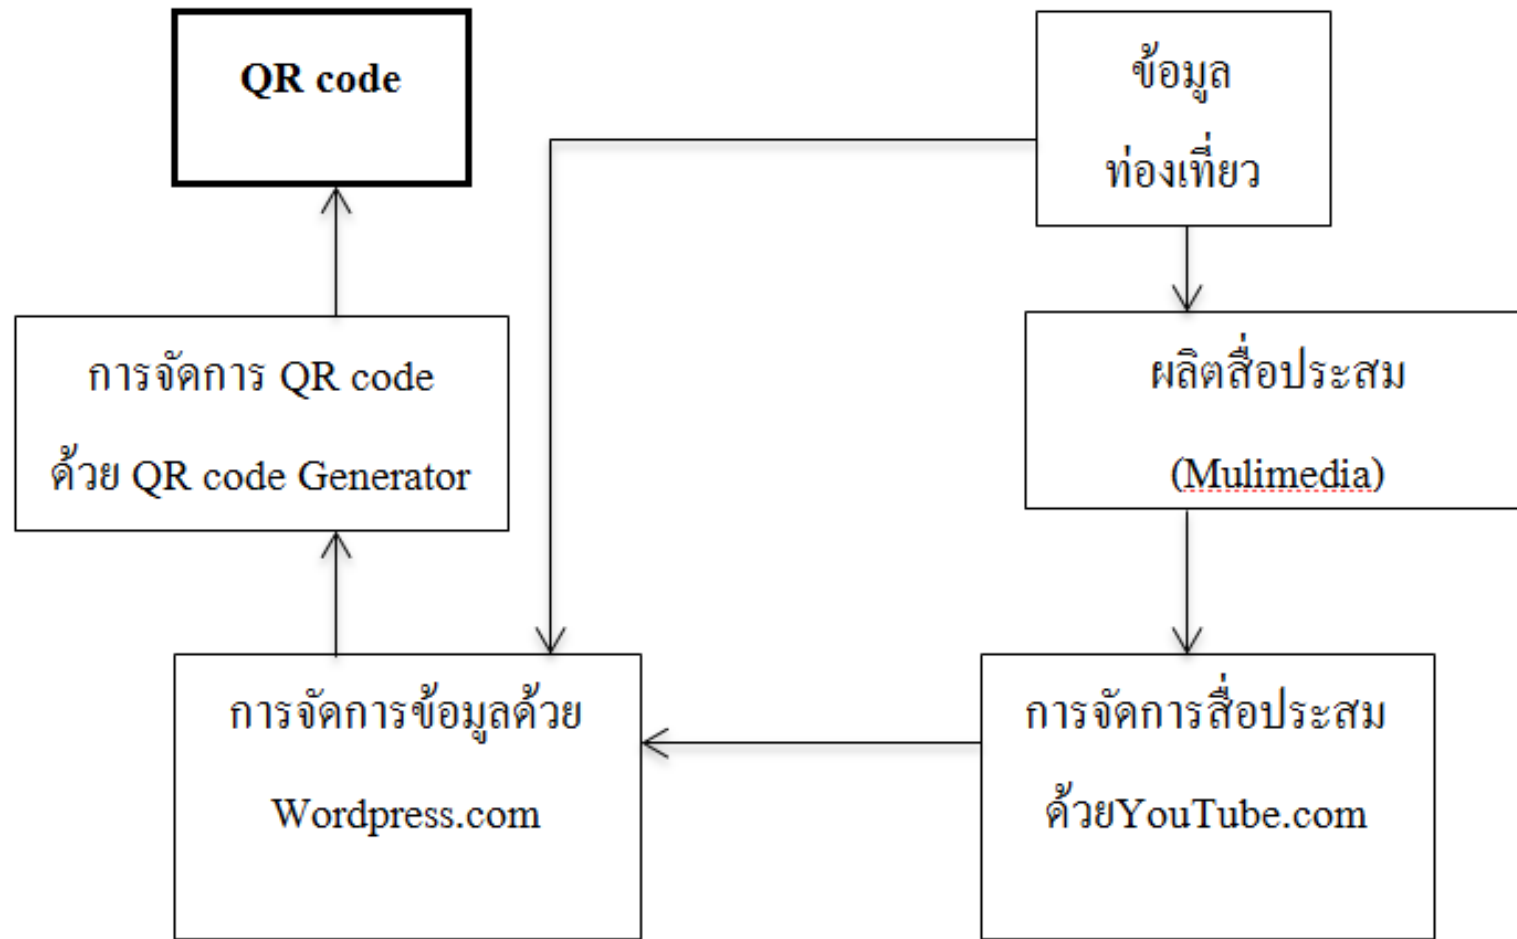 QR code
ข้อมูล
ท่องเที่ยว
การจัดการ QR code
ด้วย QR code Generator
ผลิตสื่อประสม
(Mulimedia)
การจัดการข้อมูลด้วย
Wordpress.com
การจัดการสื่อประสม
ด้วยYouTube.com